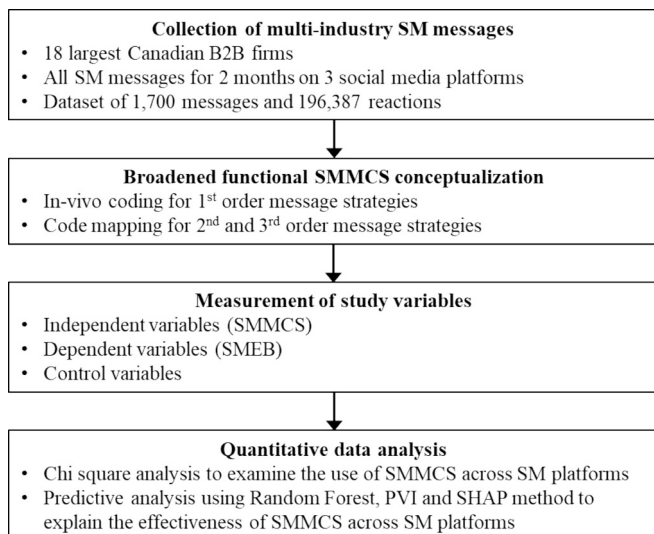 Collection of multi-industry SM messages
• 18 largest Canadian B2B firms
• All SM messages for 2 months on 3 social media platforms
• Dataset of 1,700 messages and 196,387 reactions
Broadened functional SMMCS conceptualization
• In-vivo coding for 1st order message strategies
• Code mapping for 2nd and 3rd order message strategies
Measurement of study variables
• Independent variables (SMMCS)
• Dependent variables (SMEB)
• Control variables
Quantitative data analysis
• Chi square analysis to examine the use of SMMCS across SM platforms
• Predictive analysis using Random Forest, PVI and SHAP method to
explain the effectiveness of SMMCS across SM platforms